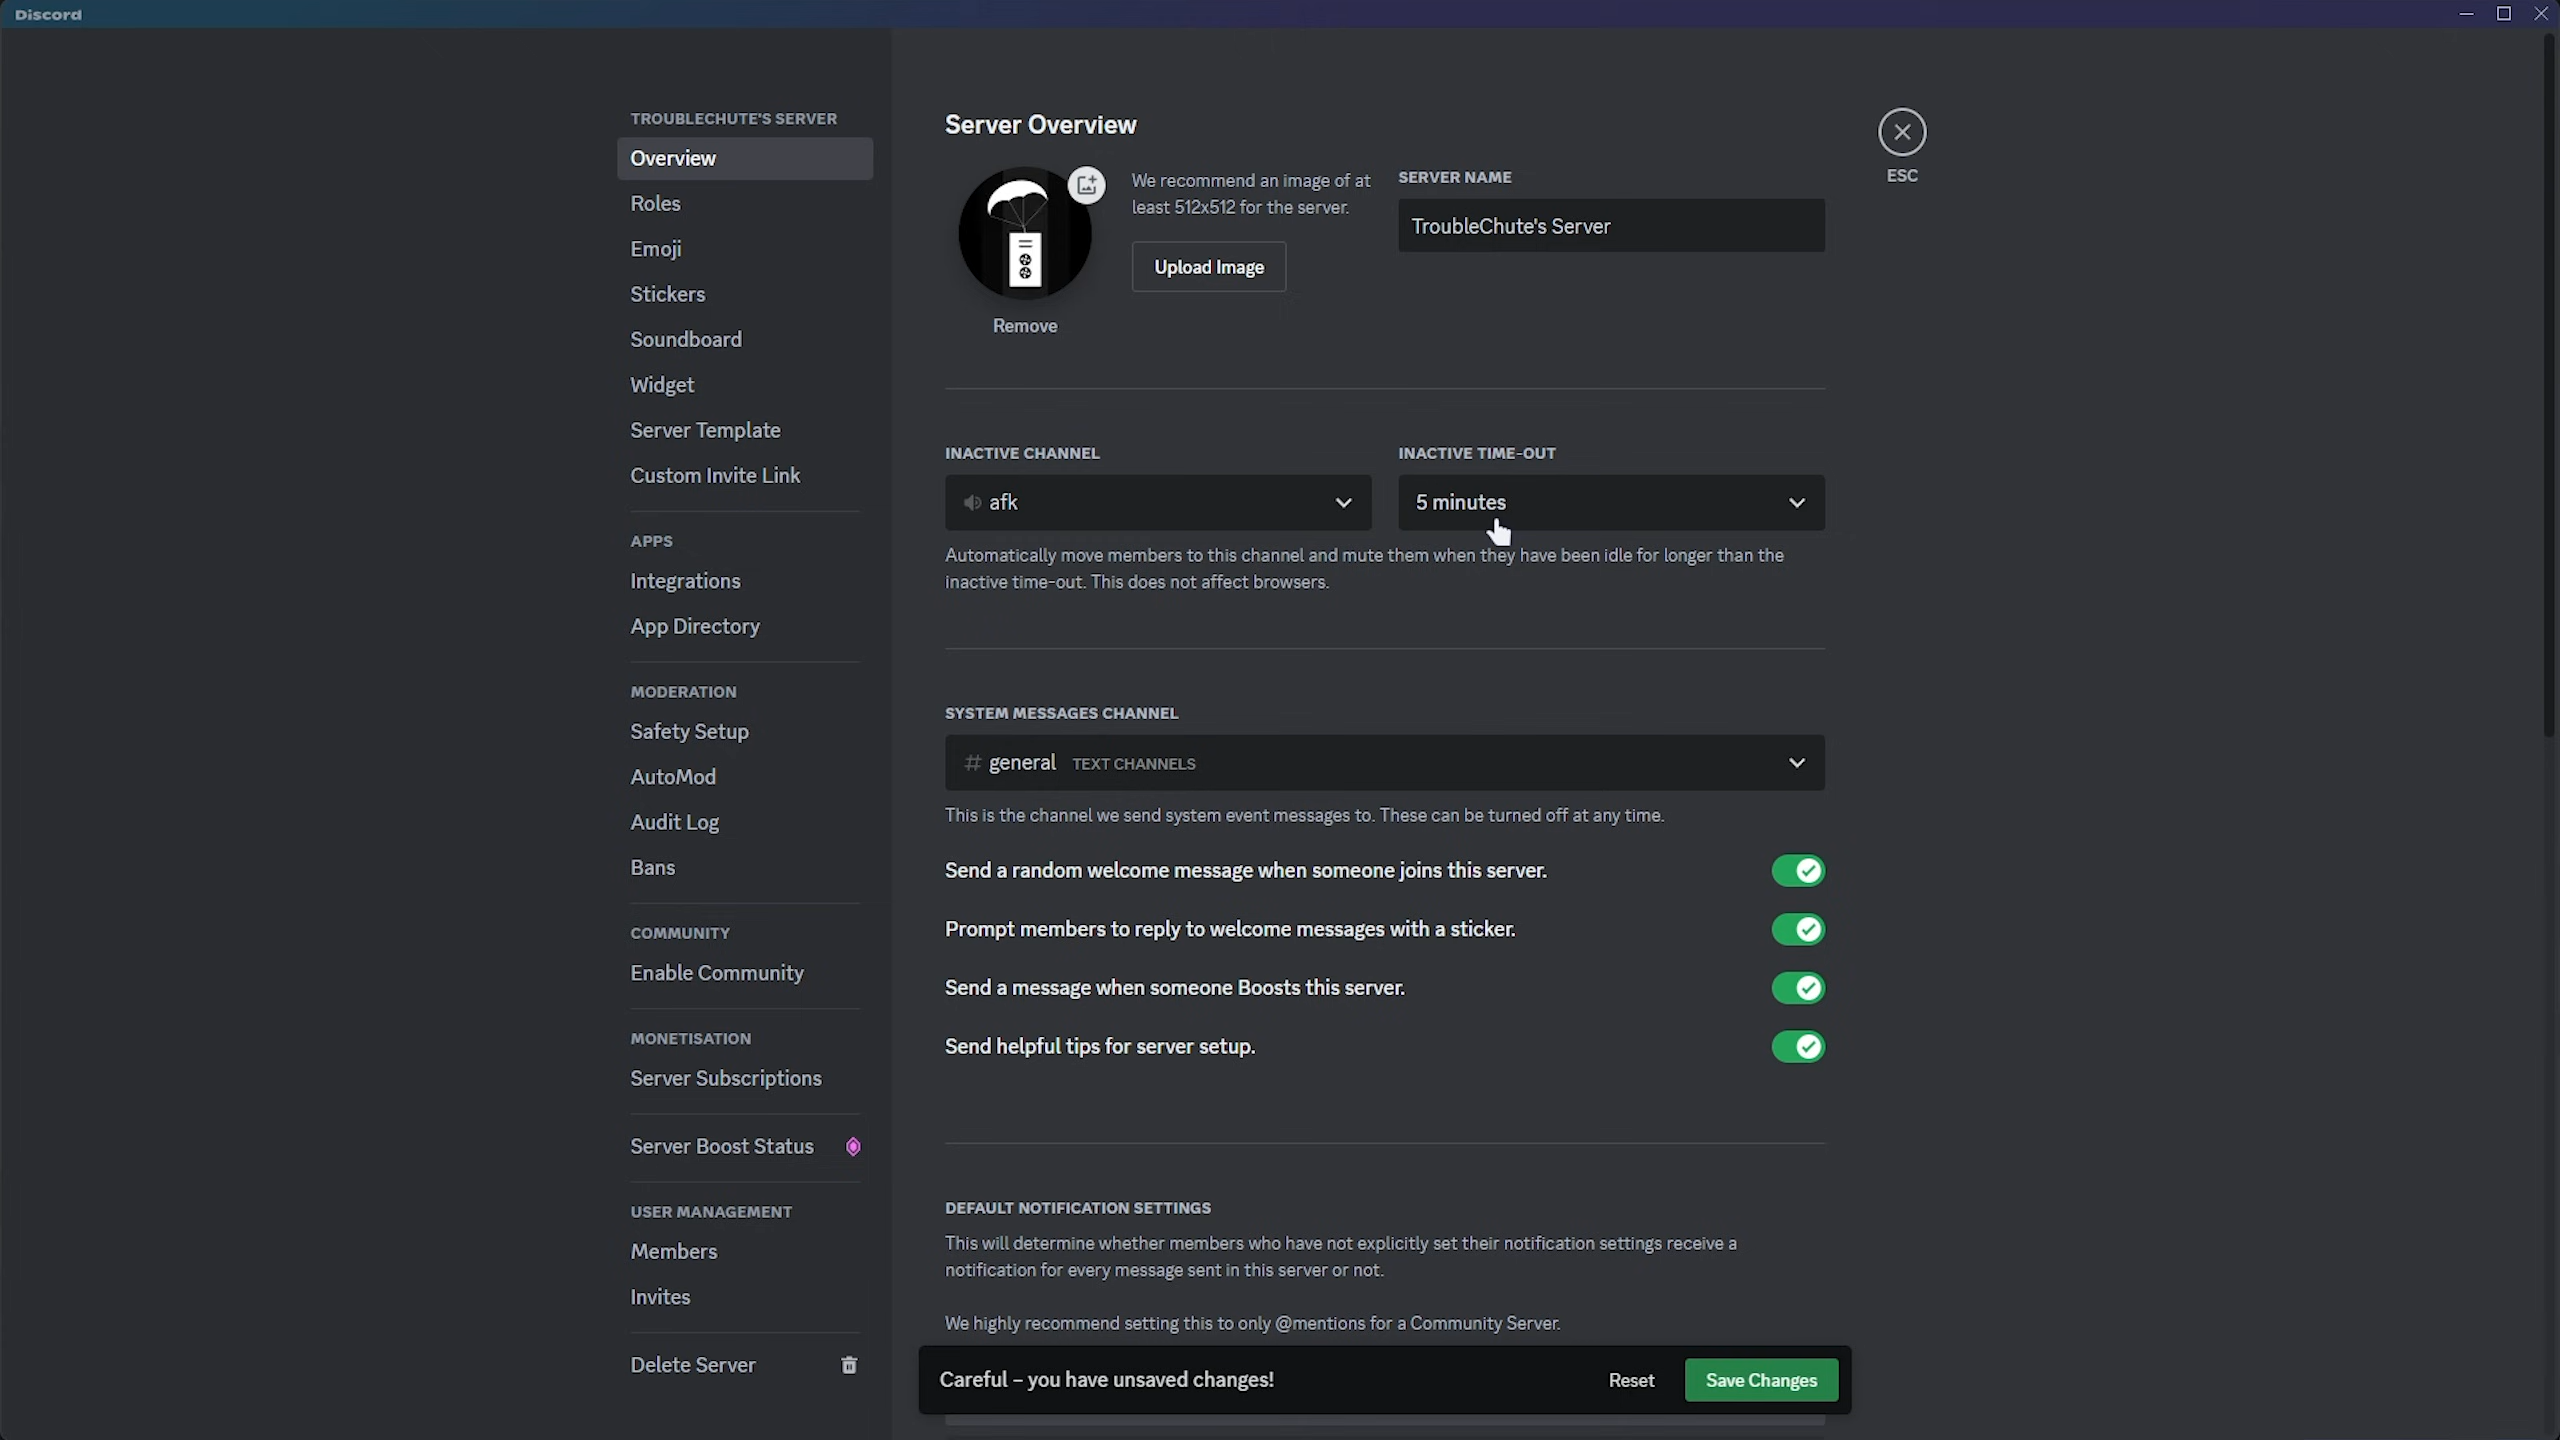 Discord
TROUBLECHUTE'S SERVER
Overview
Roles
Emoji
Stickers
Soundboard
Widget
Server Template
Custom Invite Link
APPS
Integrations
App Directory
MODERATION
Safety Setup
AutoMod
Audit Log
Bans
COMMUNITY
Enable Community
MONETISATION
Server Subscriptions
Server Boost Status
USER MANAGEMENT
Members
Invites
Delete Server
Server Overview
We recommend an image of at
least 512x512 for the server.
Upload Image
Remove
SERVER NAME
TroubleChute's Server
ESC
INACTIVE CHANNEL
afk
INACTIVE TIME-OUT
5 minutes
Automatically move members to this channel and mute them when they have been idle for longer than the
inactive time-out. This does not affect browsers.
SYSTEM MESSAGES CHANNEL
# general TEXT CHANNELS
This is the channel we send system event messages to. These can be turned off at any time.
Send a random welcome message when someone joins this server.
Prompt members to reply to welcome messages with a sticker.
Send a message when someone Boosts this server.
Send helpful tips for server setup.
DEFAULT NOTIFICATION SETTINGS
This will determine whether members who have not explicitly set their notification settings receive a
notification for every message sent in this server or not.
We highly recommend setting this to only @mentions for a Community Server.
Careful – you have unsaved changes!
Reset
Save Changes